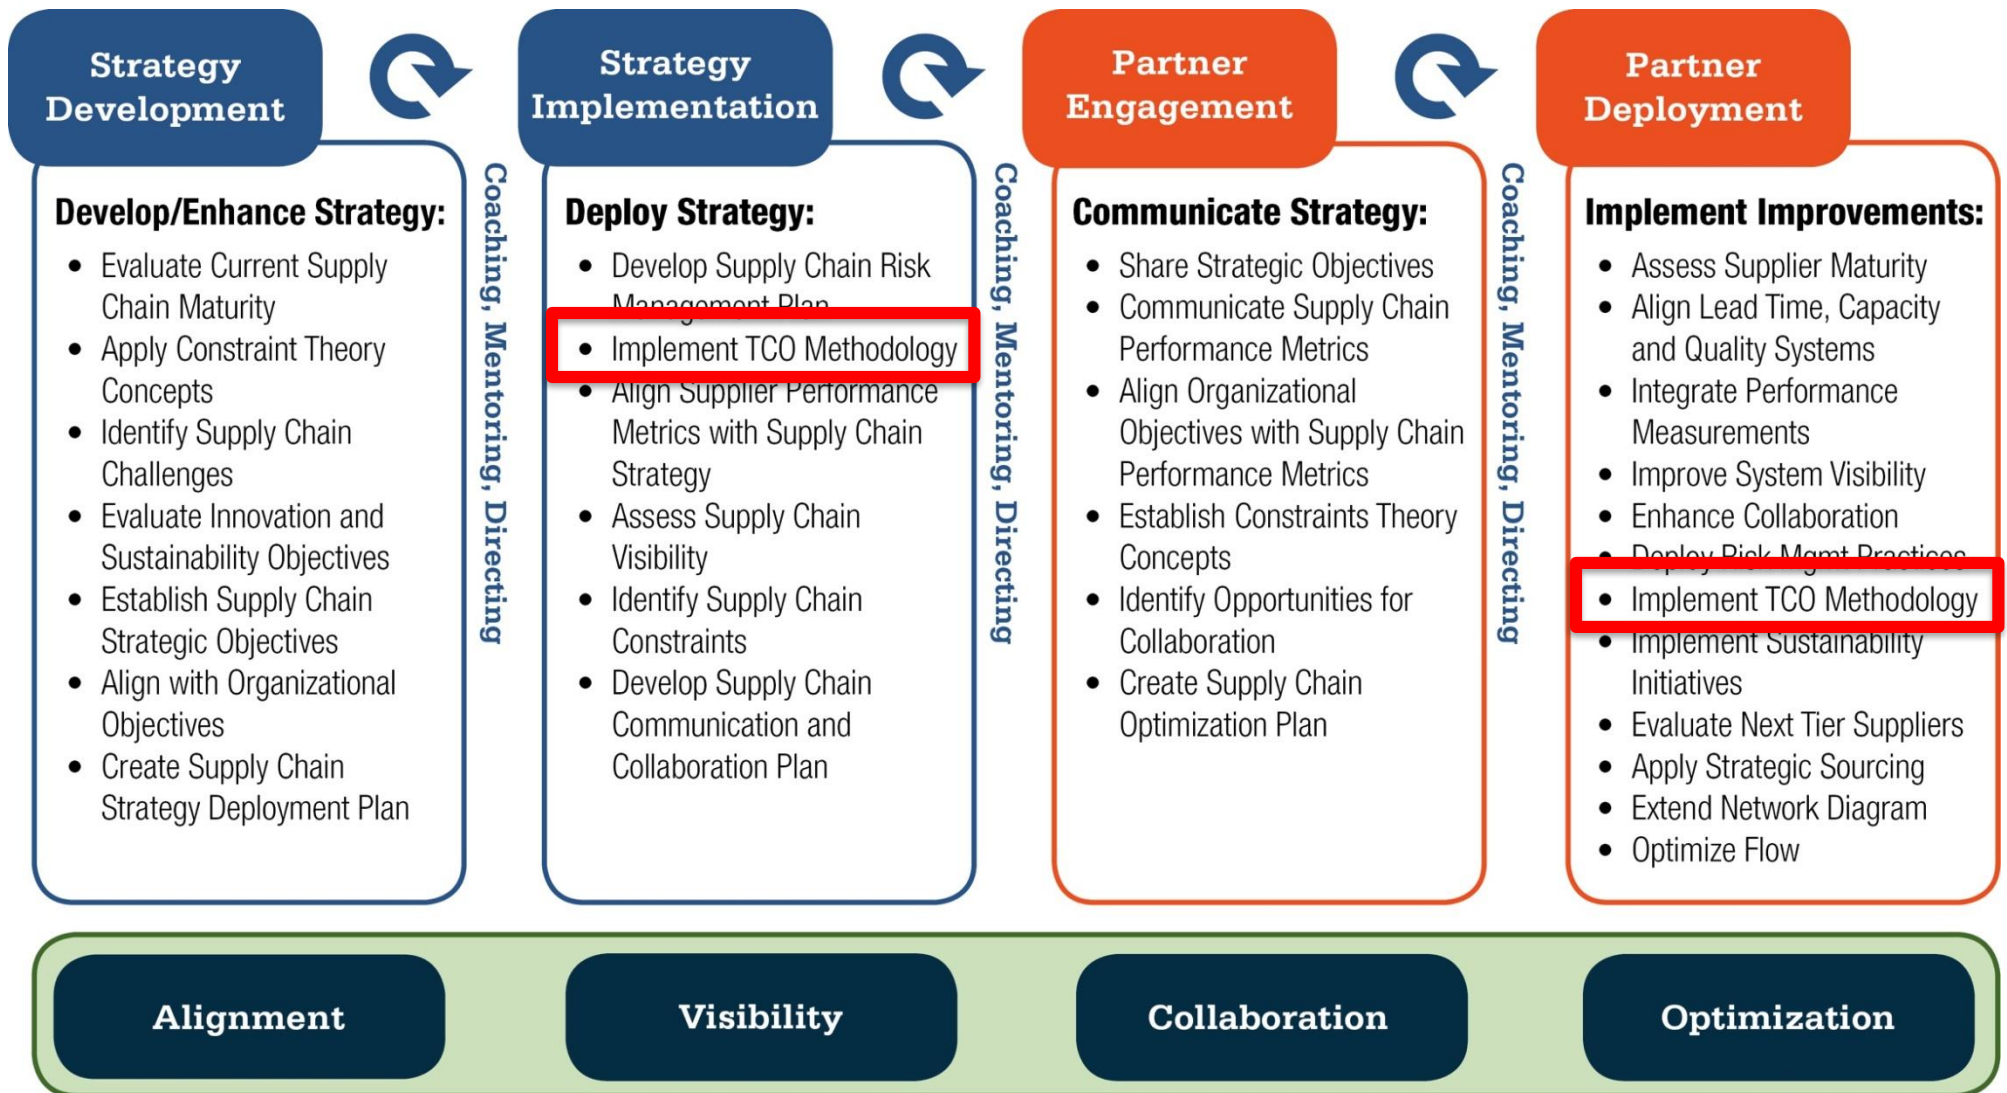 Strategy
Development
Strategy
Implementation
Partner
Engagement
Partner
Deployment
Develop/Enhance Strategy:
• Evaluate Current Supply
Chain Maturity
• Apply Constraint Theory
Concepts
• Identify Supply Chain
Challenges
• Evaluate Innovation and
Sustainability Objectives
• Establish Supply Chain
Strategic Objectives
• Align with Organizational
Objectives
• Create Supply Chain
Strategy Deployment Plan
Coaching, Mentoring, Directing
Deploy Strategy:
• Develop Supply Chain Risk
Management Plan
• Implement TCO Methodology
• Align Supplier Performance
Metrics with Supply Chain
Strategy
• Assess Supply Chain
Visibility
• Identify Supply Chain
Constraints
• Develop Supply Chain
Communication and
Collaboration Plan
Coaching, Mentoring, Directing
Communicate Strategy:
• Share Strategic Objectives
• Communicate Supply Chain
Performance Metrics
• Align Organizational
Objectives with Supply Chain
Performance Metrics
• Establish Constraints Theory
Concepts
• Identify Opportunities for
Collaboration
• Create Supply Chain
Optimization Plan
Coaching, Mentoring, Directing
Implement Improvements:
• Assess Supplier Maturity
• Align Lead Time, Capacity
and Quality Systems
• Integrate Performance
Measurements
• Improve System Visibility
• Enhance Collaboration
• Deploy Risk Mgmt Practices
• Implement TCO Methodology
• Implement Sustainability
Initiatives
• Evaluate Next Tier Suppliers
• Apply Strategic Sourcing
• Extend Network Diagram
• Optimize Flow
Alignment
Visibility
Collaboration
Optimization